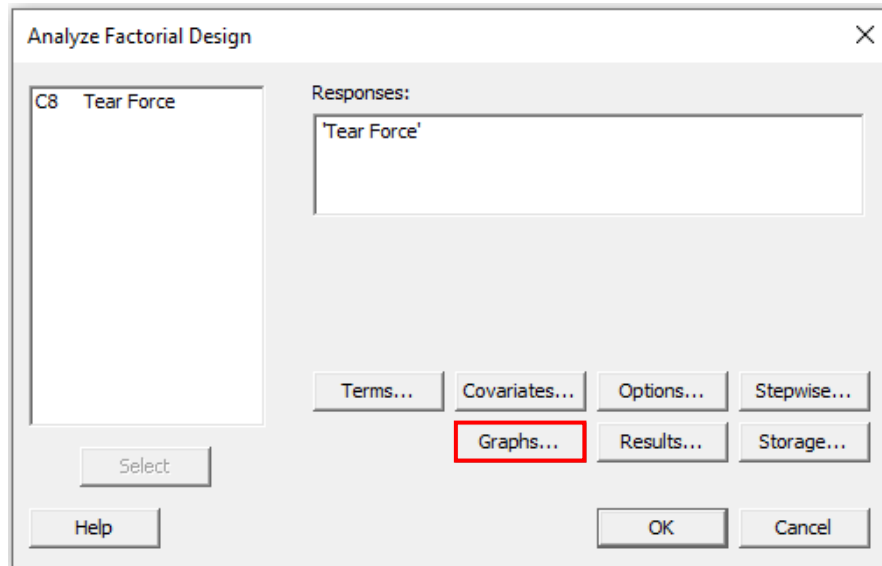 Analyze Factorial Design
C8 Tear Force
Responses:
'Tear Force'
Terms... Covariates... Options... Stepwise...
Graphs... Results... Storage...
Select
Help OK Cancel